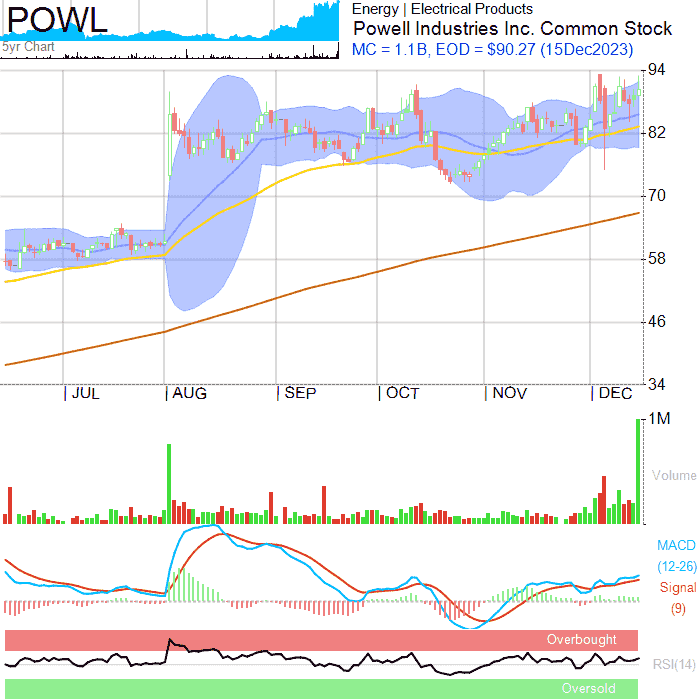 POWL
5yr Chart
Energy | Electrical Products
Powell Industries Inc. Common Stock
MC = 1.1B, EOD = $90.27 (15Dec2023)
94
82
70
58
46
34
| JUL
| AUG
| SEP
| OCT
| NOV
| DEC
1M
Volume
MACD
(12-26)
Signal
(9)
Overbought
RSI(14)
Oversold